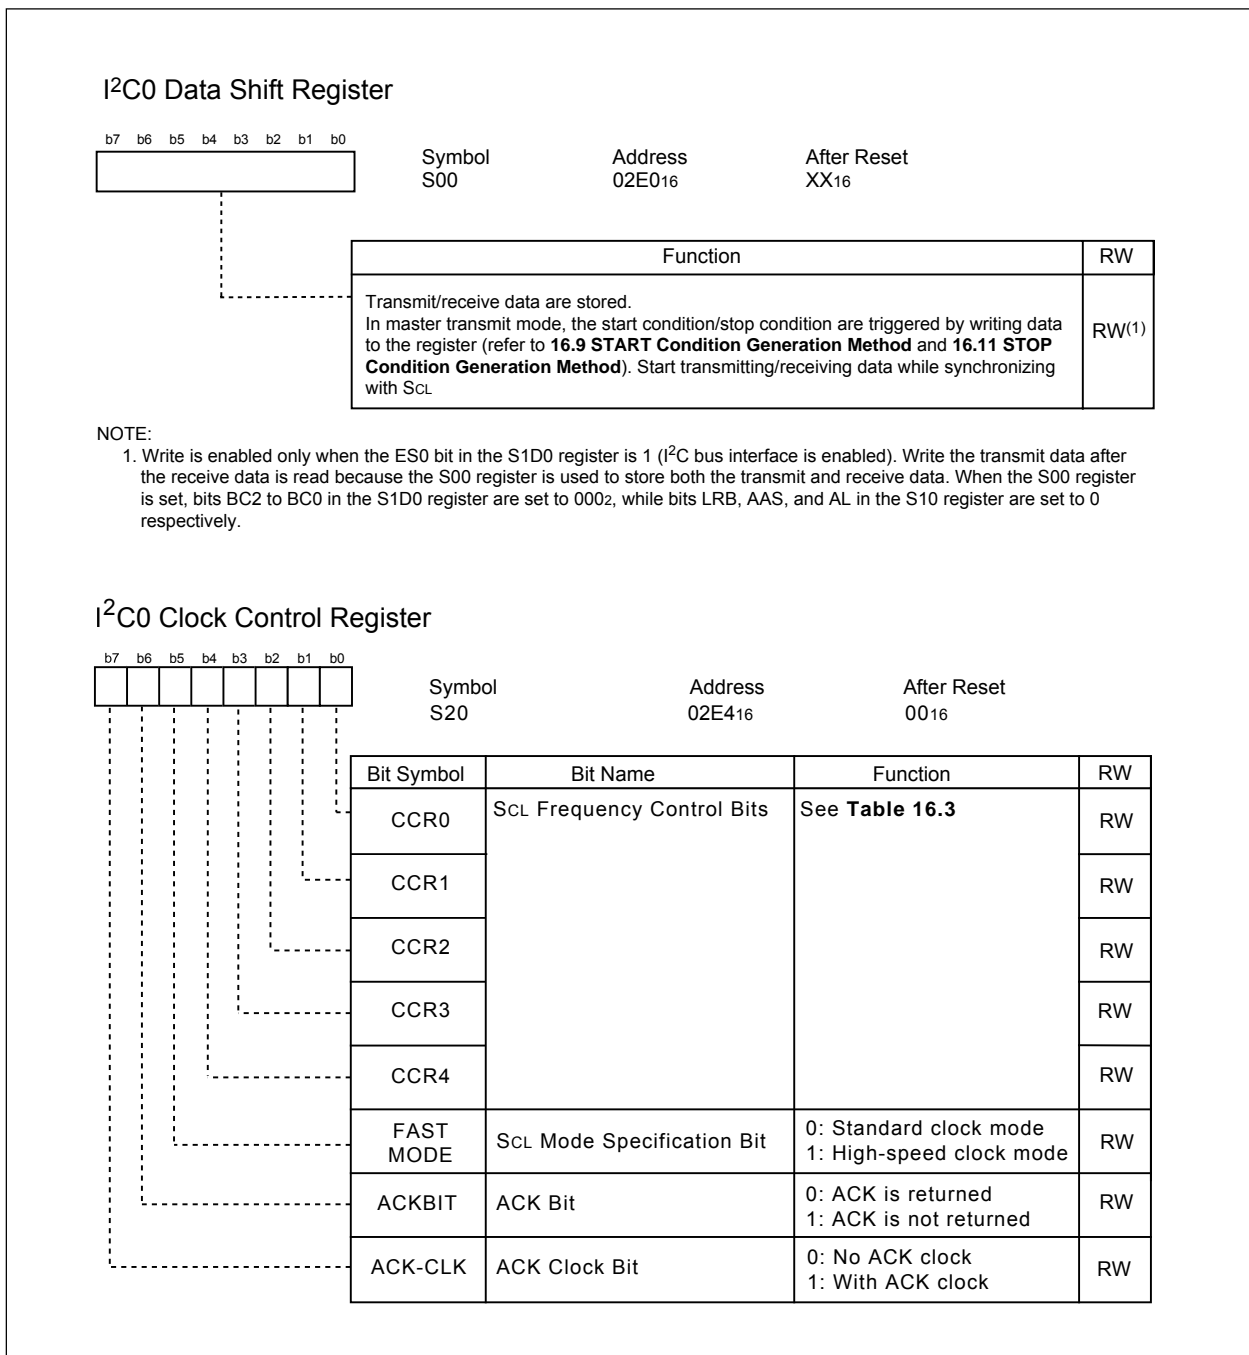 I2C0 Data Shift Register
b7 b6 b5 b4 b3 b2 b1 b0
Symbol Address After Reset
S00 02E016 XX16
Function RW
Transmit/receive data are stored.
In master transmit mode, the start condition/stop condition are triggered by writing data
to the register (refer to 16.9 START Condition Generation Method and 16.11 STOP
Condition Generation Method). Start transmitting/receiving data while synchronizing
with SCL
RW(1)
NOTE:
1. Write is enabled only when the ES0 bit in the S1D0 register is 1 (I2C bus interface is enabled). Write the transmit data after
the receive data is read because the S00 register is used to store both the transmit and receive data. When the S00 register
is set, bits BC2 to BC0 in the S1D0 register are set to 0002, while bits LRB, AAS, and AL in the S10 register are set to 0
respectively.
I2C0 Clock Control Register
b7 b6 b5 b4 b3 b2 b1 b0
Symbol Address After Reset
S20 02E416 0016
Bit Symbol Bit Name Function RW
CCR0 SCL Frequency Control Bits See Table 16.3 RW
CCR1 RW
CCR2 RW
CCR3 RW
CCR4 RW
FAST
MODE
SCL Mode Specification Bit
0: Standard clock mode
1: High-speed clock mode
RW
ACKBIT ACK Bit
0: ACK is returned
1: ACK is not returned
RW
ACK-CLK ACK Clock Bit
0: No ACK clock
1: With ACK clock
RW